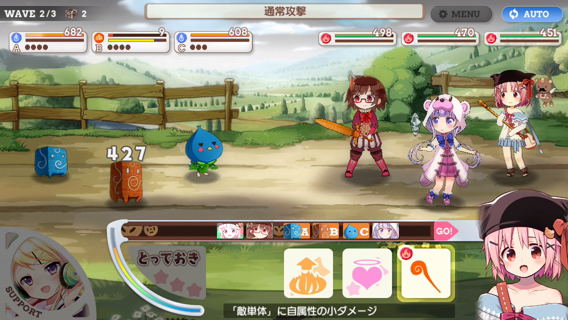 WAVE 2/3 2
通常攻撃
MENU
AUTO
682
A
9
B
608
C
498
470
451
427
A B C GO!
とっておき
SUPPORT
「敵単体」に自属性の小ダメージ